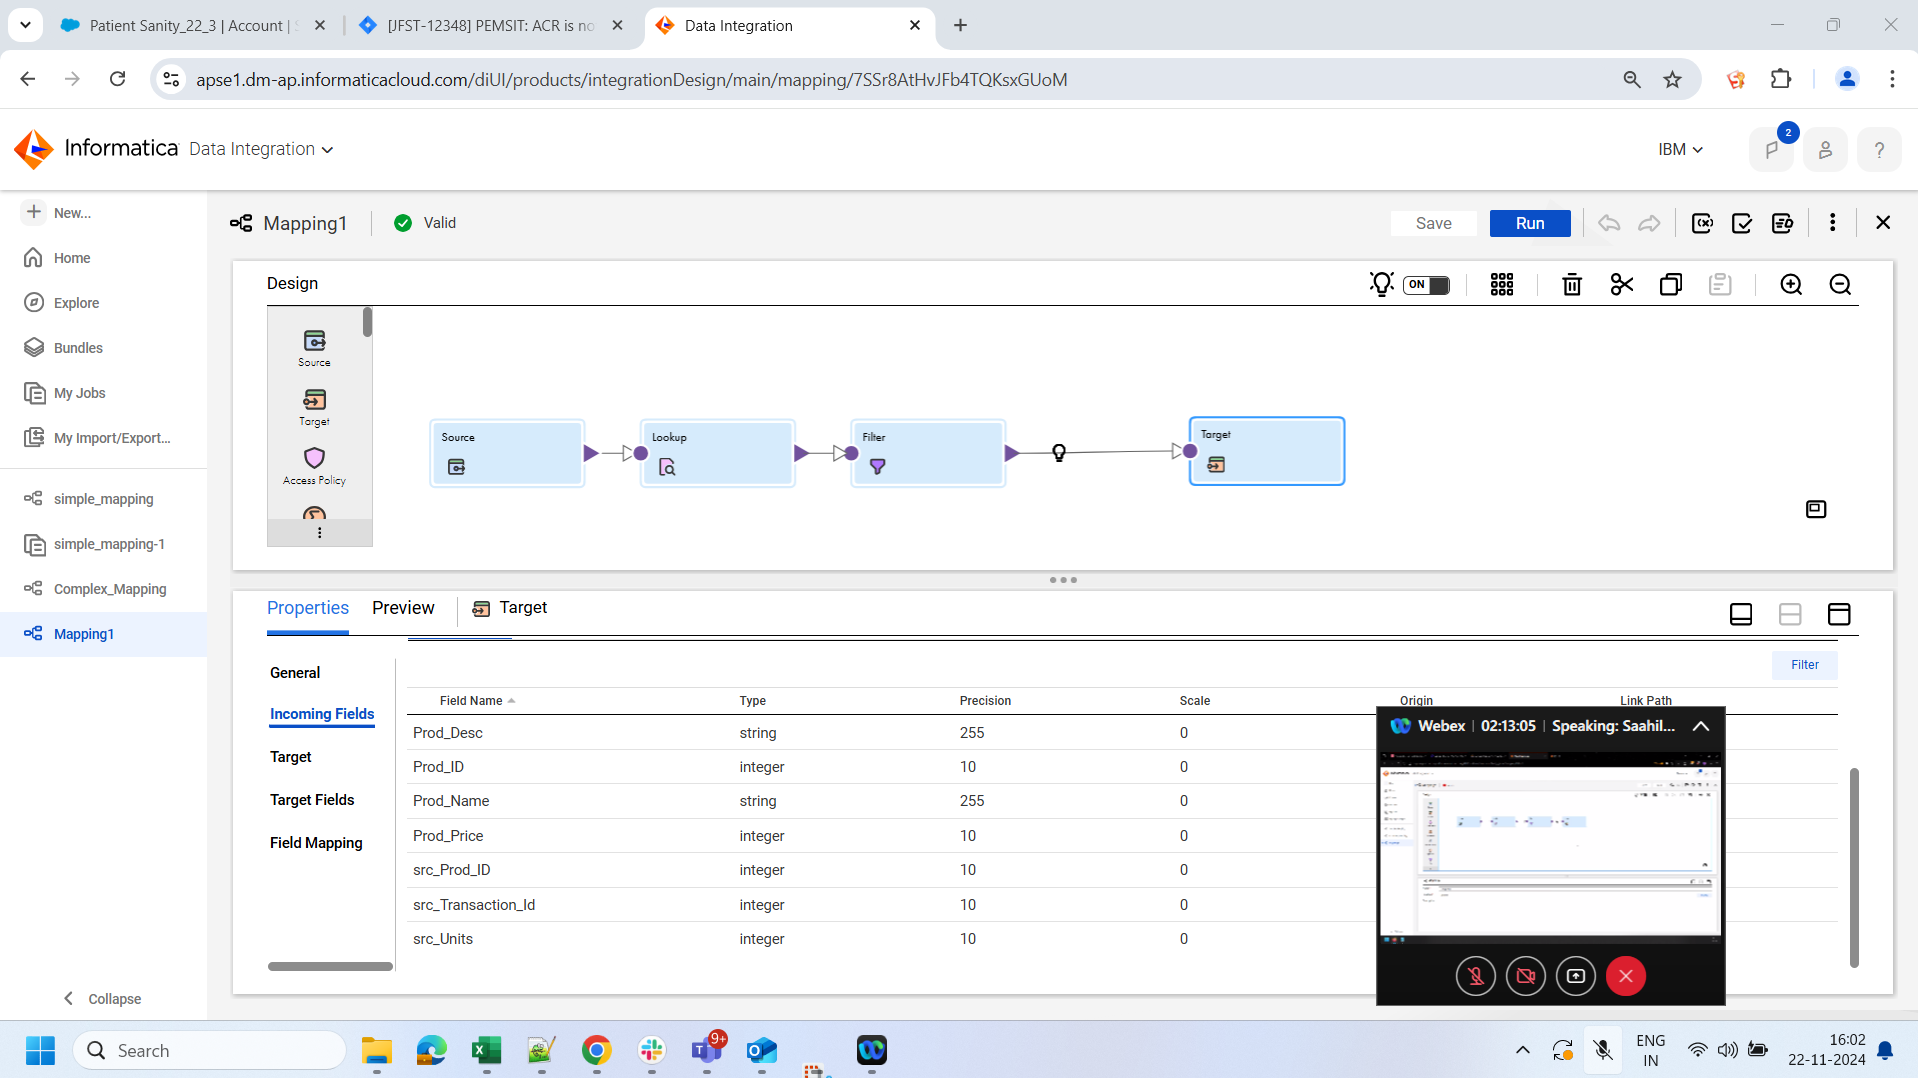 Patient Sanity_22_3 | Account | S
[JFST-12348] PEMSIT: ACR is no
Data Integration
apse1.dm-ap.informaticacloud.com/diUI/products/integrationDesign/main/mapping/7SSr8AtHvJFb4TQKsxGUoM
Informatica Data Integration
IBM
2
?
New...
Home
Explore
Bundles
My Jobs
My Import/Export...
simple_mapping
simple_mapping-1
Complex_Mapping
Mapping1
Collapse
Mapping1
Valid
Save
Run
Design
ON
Source
Target
Access Policy
Source
Lookup
Filter
Target
Properties
Preview
Target
General
Incoming Fields
Target
Target Fields
Field Mapping
Filter
Field Name Type Precision Scale Origin Link Path
Prod_Desc string 255 0
Prod_ID integer 10 0
Prod_Name string 255 0
Prod_Price integer 10 0
src_Prod_ID integer 10 0
src_Transaction_Id integer 10 0
src_Units integer 10 0
Webex | 02:13:05 | Speaking: Saahil...
Search
9+
ENG
IN
16:02
22-11-2024